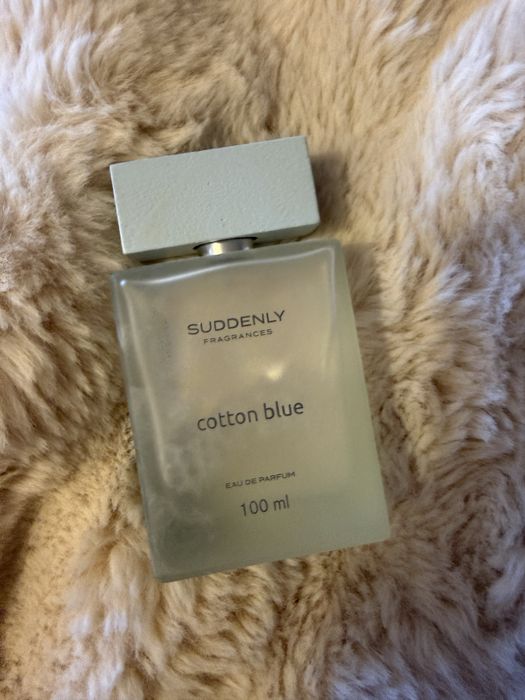 SUDDENLY
FRAGRANCES
cotton blue
EAU DE PARFUM
100 ml